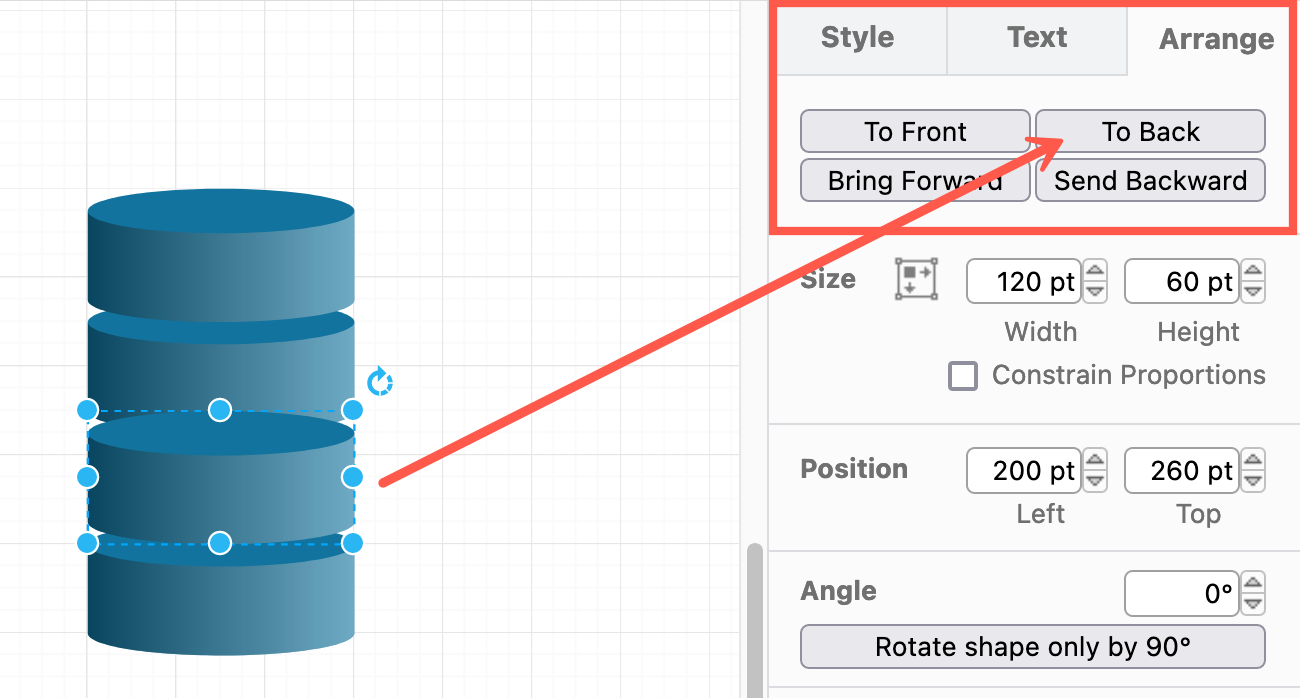 Style Text Arrange
To Front To Back
Bring Forward Send Backward
Size 120 pt 60 pt
Width Height
Constrain Proportions
Position 200 pt 260 pt
Left Top
Angle 0°
Rotate shape only by 90°